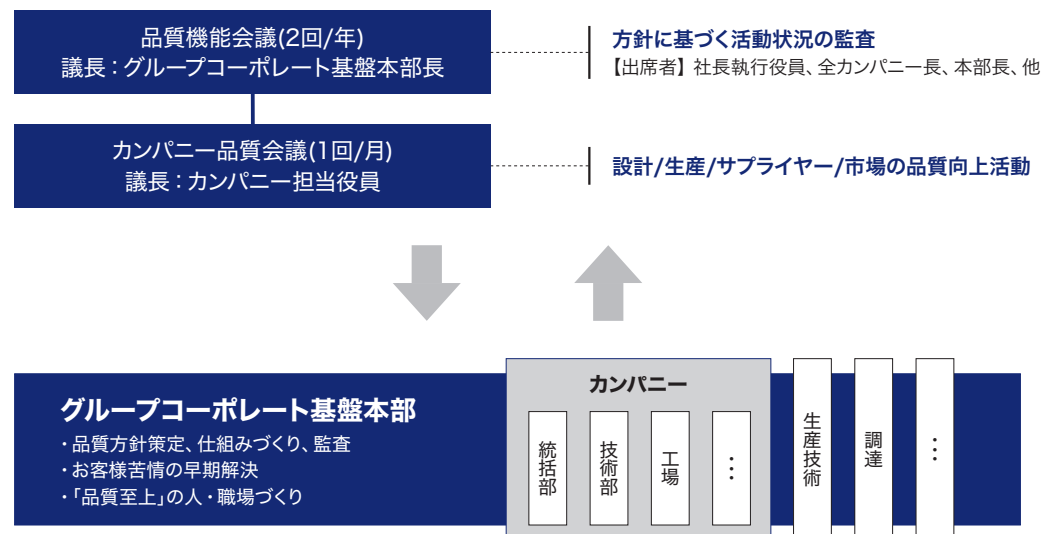 品質機能会議(2回/年)
議長：グループコーポレート基盤本部長
方針に基づく活動状況の監査
【出席者】社長執行役員、全カンパニー長、本部長、他
カンパニー品質会議(1回/月)
議長：カンパニー担当役員
設計/生産/サプライヤー/市場の品質向上活動
グループコーポレート基盤本部
・品質方針策定、仕組みづくり、監査
・お客様苦情の早期解決
・「品質至上」の人・職場づくり
カンパニー
統括部
技術部
工場
…
生産技術
調達
…